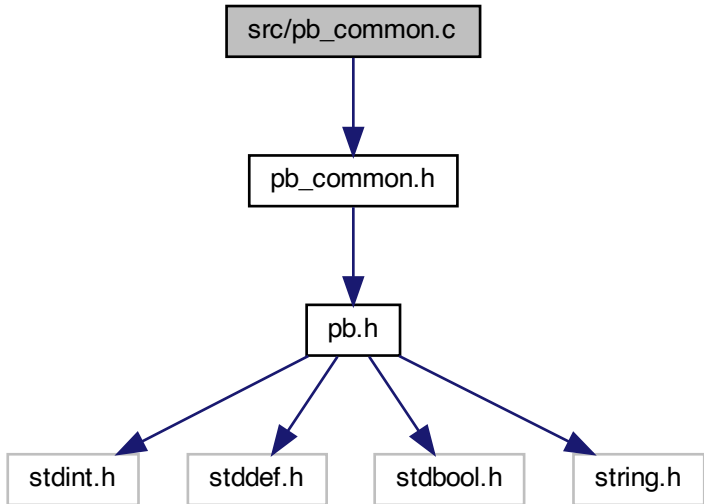 src/pb_common.c
pb_common.h
pb.h
stdint.h
stddef.h
stdbool.h
string.h